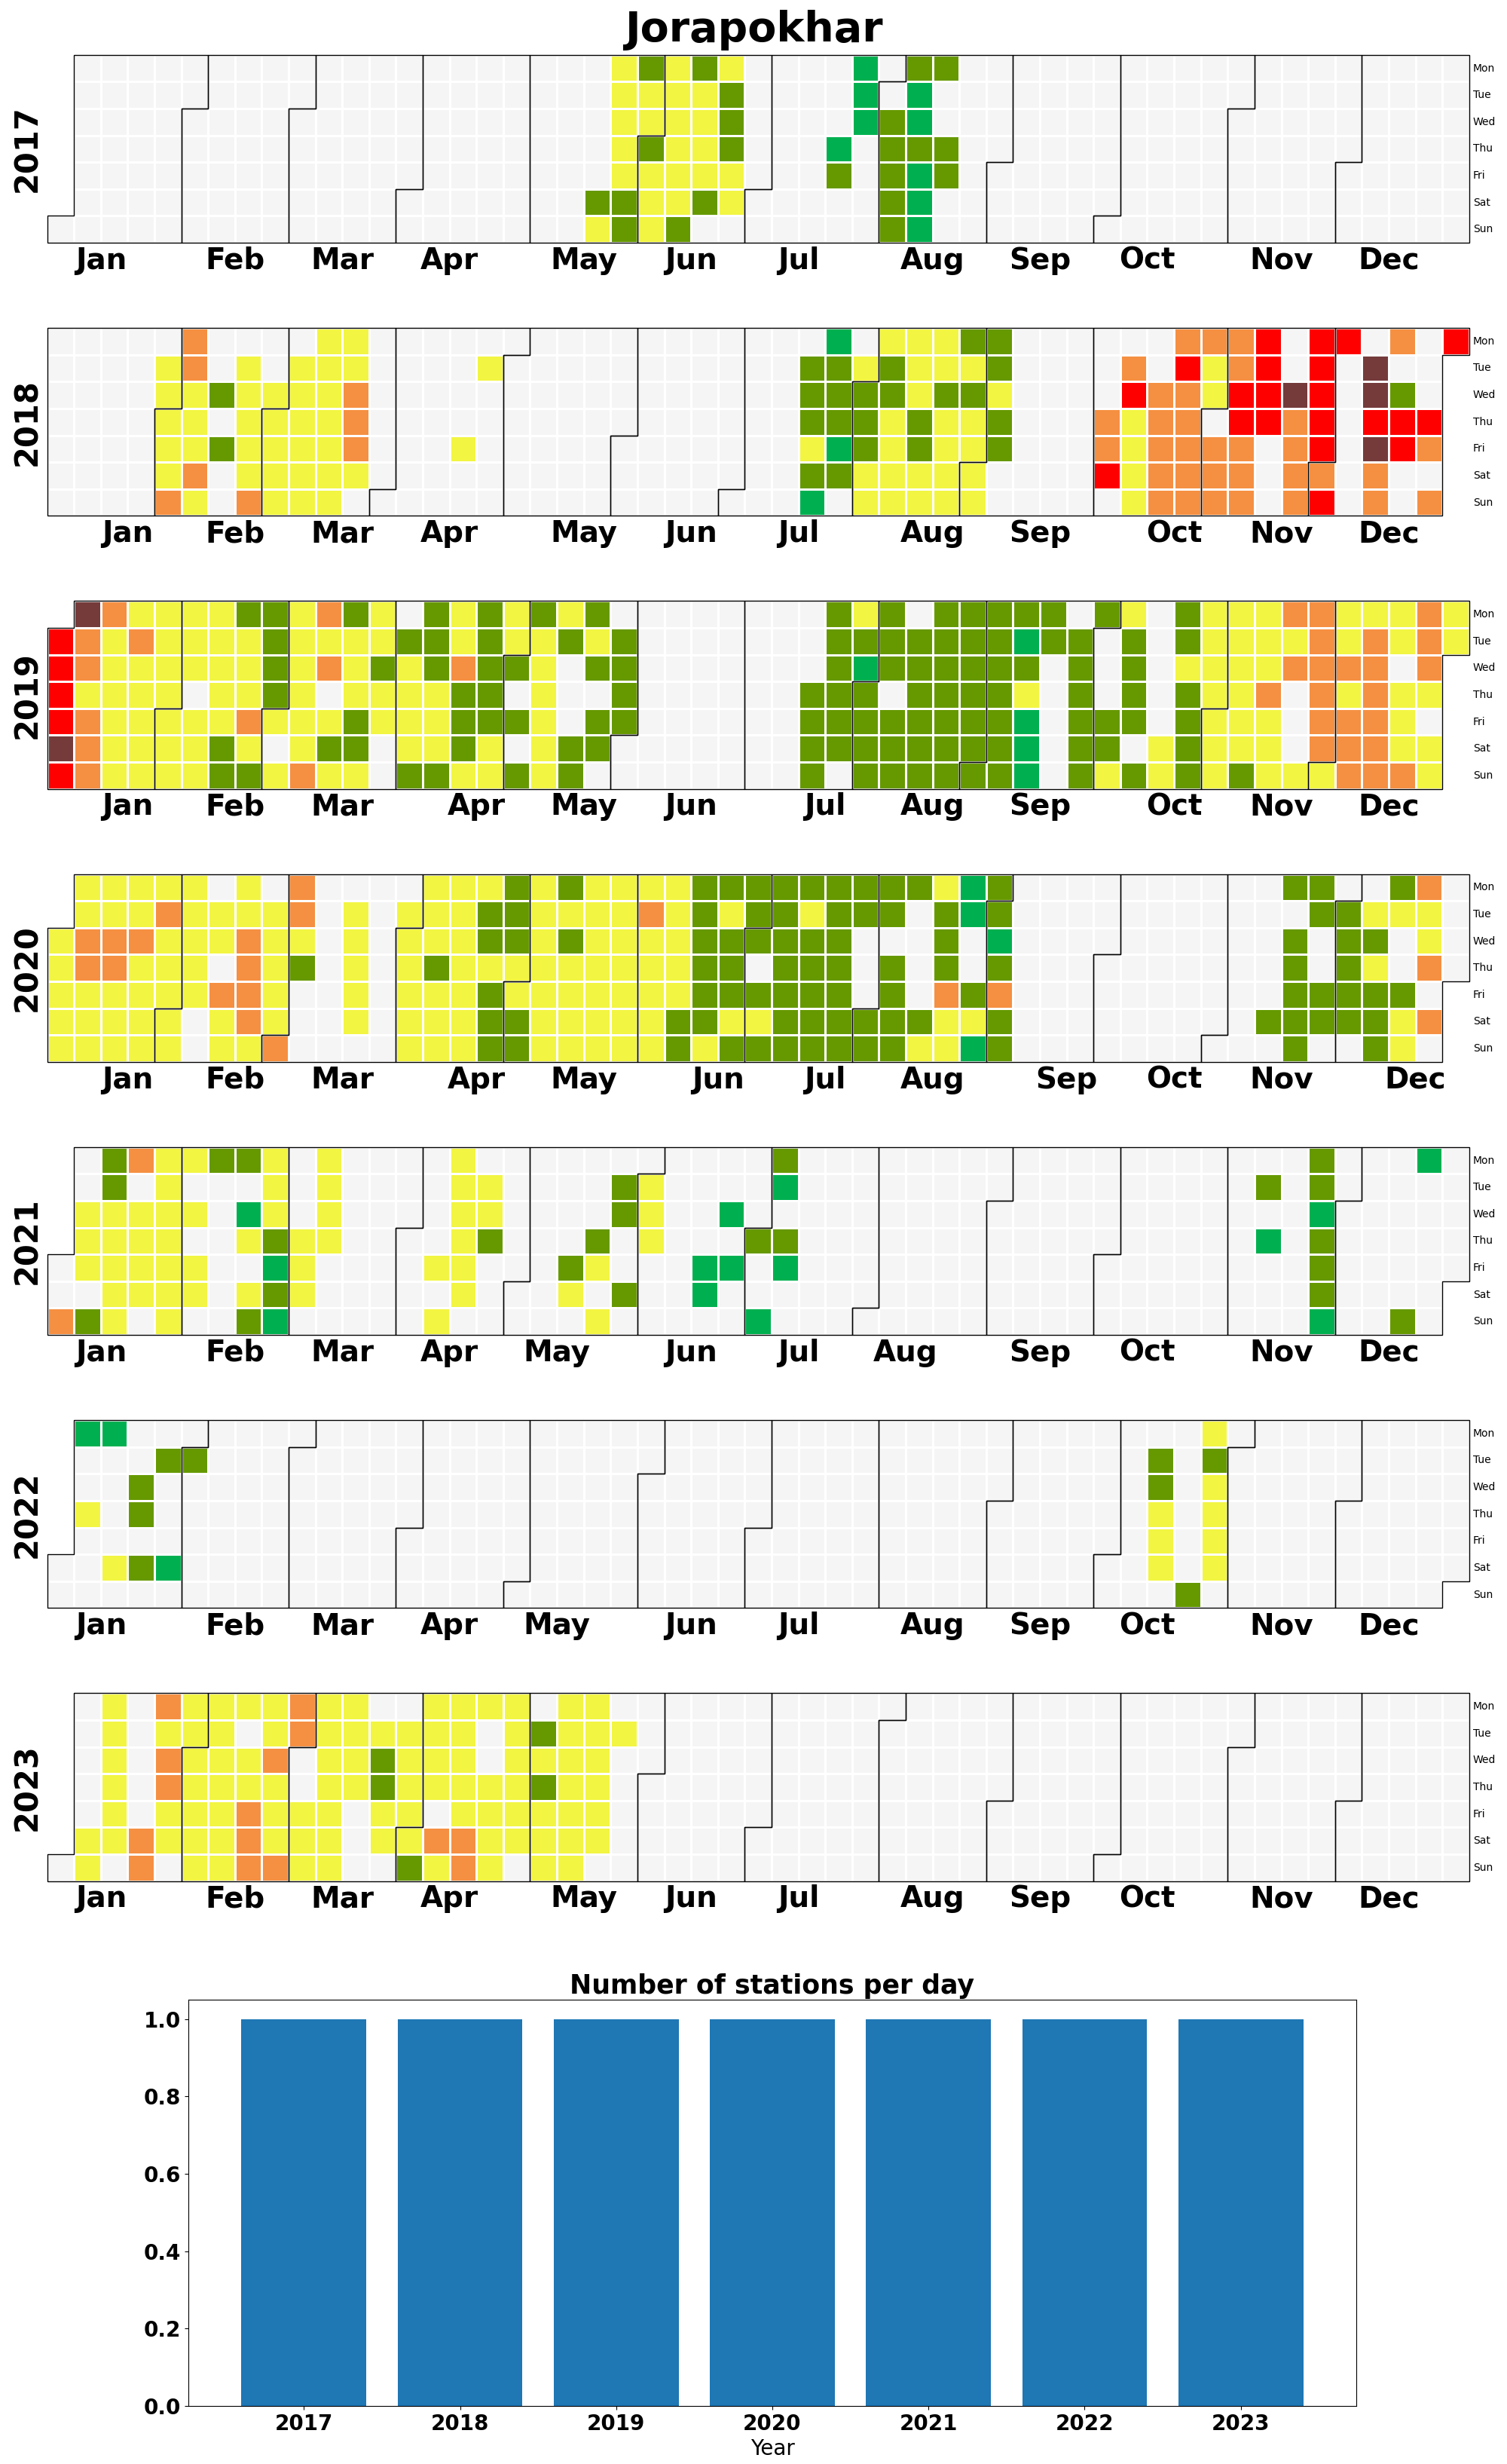 Jorapokhar
2017
Mon
Tue
Wed
Thu
Fri
Sat
Sun
Jan Feb Mar Apr May Jun Jul Aug Sep Oct Nov Dec
2018
Mon
Tue
Wed
Thu
Fri
Sat
Sun
Jan Feb Mar Apr May Jun Jul Aug Sep Oct Nov Dec
2019
Mon
Tue
Wed
Thu
Fri
Sat
Sun
Jan Feb Mar Apr May Jun Jul Aug Sep Oct Nov Dec
2020
Mon
Tue
Wed
Thu
Fri
Sat
Sun
Jan Feb Mar Apr May Jun Jul Aug Sep Oct Nov Dec
2021
Mon
Tue
Wed
Thu
Fri
Sat
Sun
Jan Feb Mar Apr May Jun Jul Aug Sep Oct Nov Dec
2022
Mon
Tue
Wed
Thu
Fri
Sat
Sun
Jan Feb Mar Apr May Jun Jul Aug Sep Oct Nov Dec
2023
Mon
Tue
Wed
Thu
Fri
Sat
Sun
Jan Feb Mar Apr May Jun Jul Aug Sep Oct Nov Dec
Number of stations per day
1.0
0.8
0.6
0.4
0.2
0.0
2017 2018 2019 2020 2021 2022 2023
Year